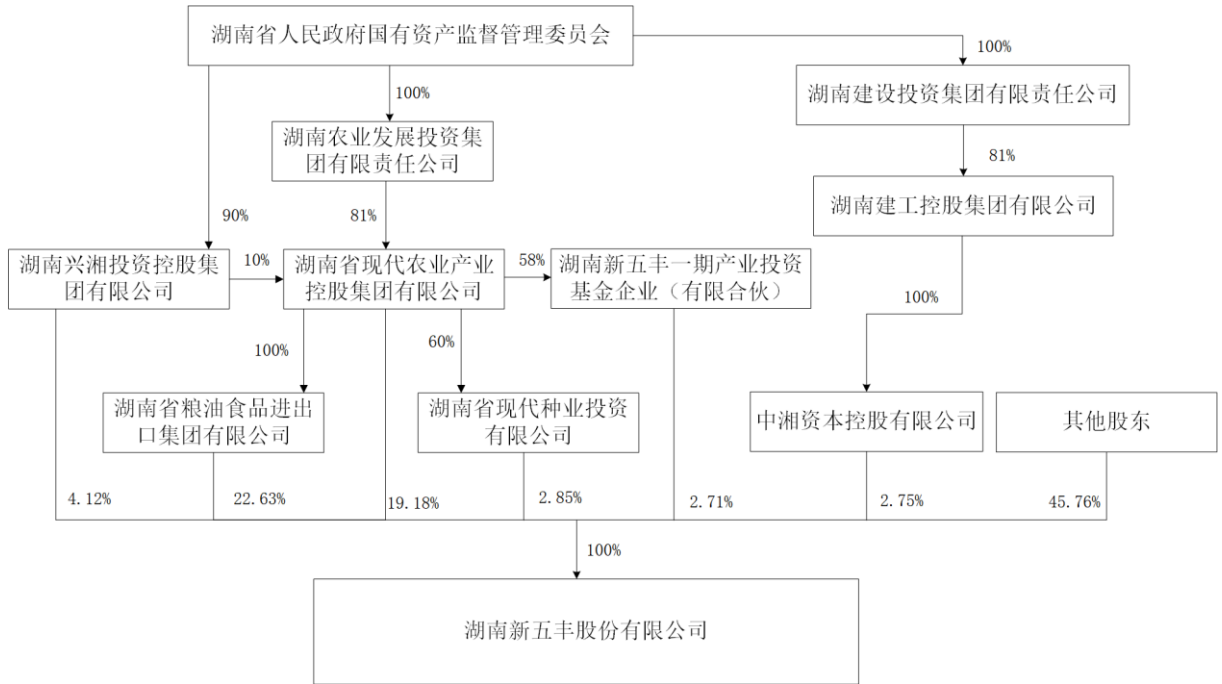 湖南省人民政府国有资产监督管理委员会
100%
100%
湖南建设投资集团有限责任公司
湖南农业发展投资集
团有限责任公司
81%
90%
81%
湖南建工控股集团有限公司
湖南兴湘投资控股集
团有限公司
10%
湖南省现代农业产业
控股集团有限公司
58%
湖南新五丰一期产业投资
基金企业（有限合伙）
100%
100%
60%
湖南省粮油食品进出
口集团有限公司
湖南省现代种业投资
有限公司
中湘资本控股有限公司
其他股东
4.12%
22.63%
19.18%
2.85%
2.71%
2.75%
45.76%
100%
湖南新五丰股份有限公司